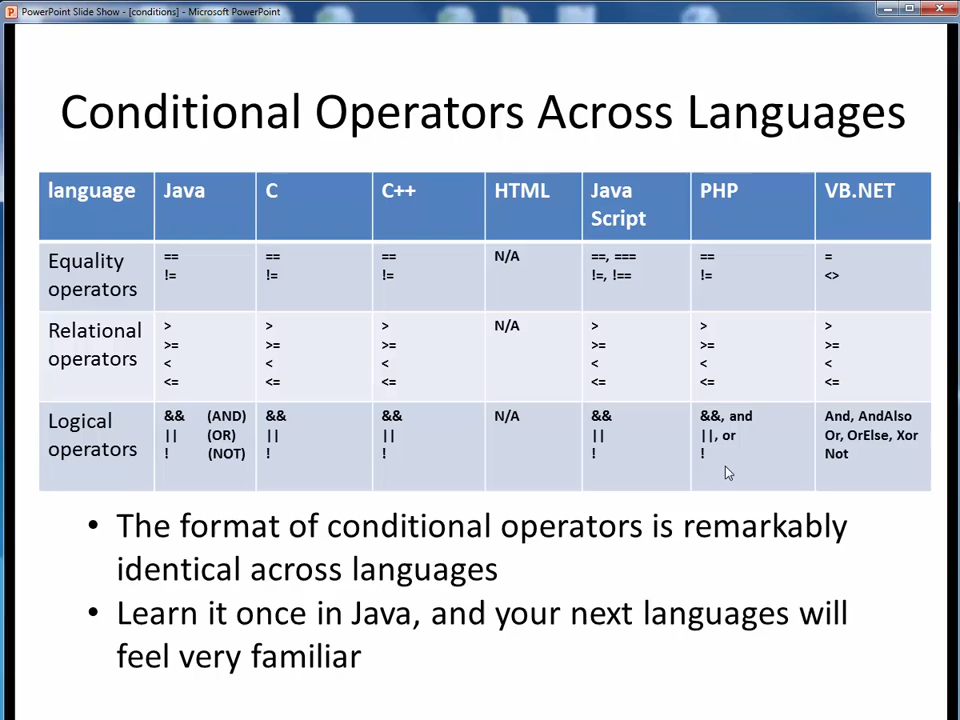 PowerPoint Slide Show - [conditions] - Microsoft PowerPoint
Conditional Operators Across Languages
language Java C C++ HTML Java Script PHP VB.NET
Equality operators
==
!=
==
!=
==
!=
N/A
==, ===
!=, !==
==
!=
=
<>
Relational operators
>
>=
<
<=
>
>=
<
<=
>
>=
<
<=
N/A
>
>=
<
<=
>
>=
<
<=
>
>=
<
<=
Logical operators
&& (AND)
|| (OR)
! (NOT)
&&
||
!
&&
||
!
N/A
&&
||
!
&&, and
||, or
!
And, AndAlso
Or, OrElse, Xor
Not
• The format of conditional operators is remarkably
identical across languages
• Learn it once in Java, and your next languages will
feel very familiar